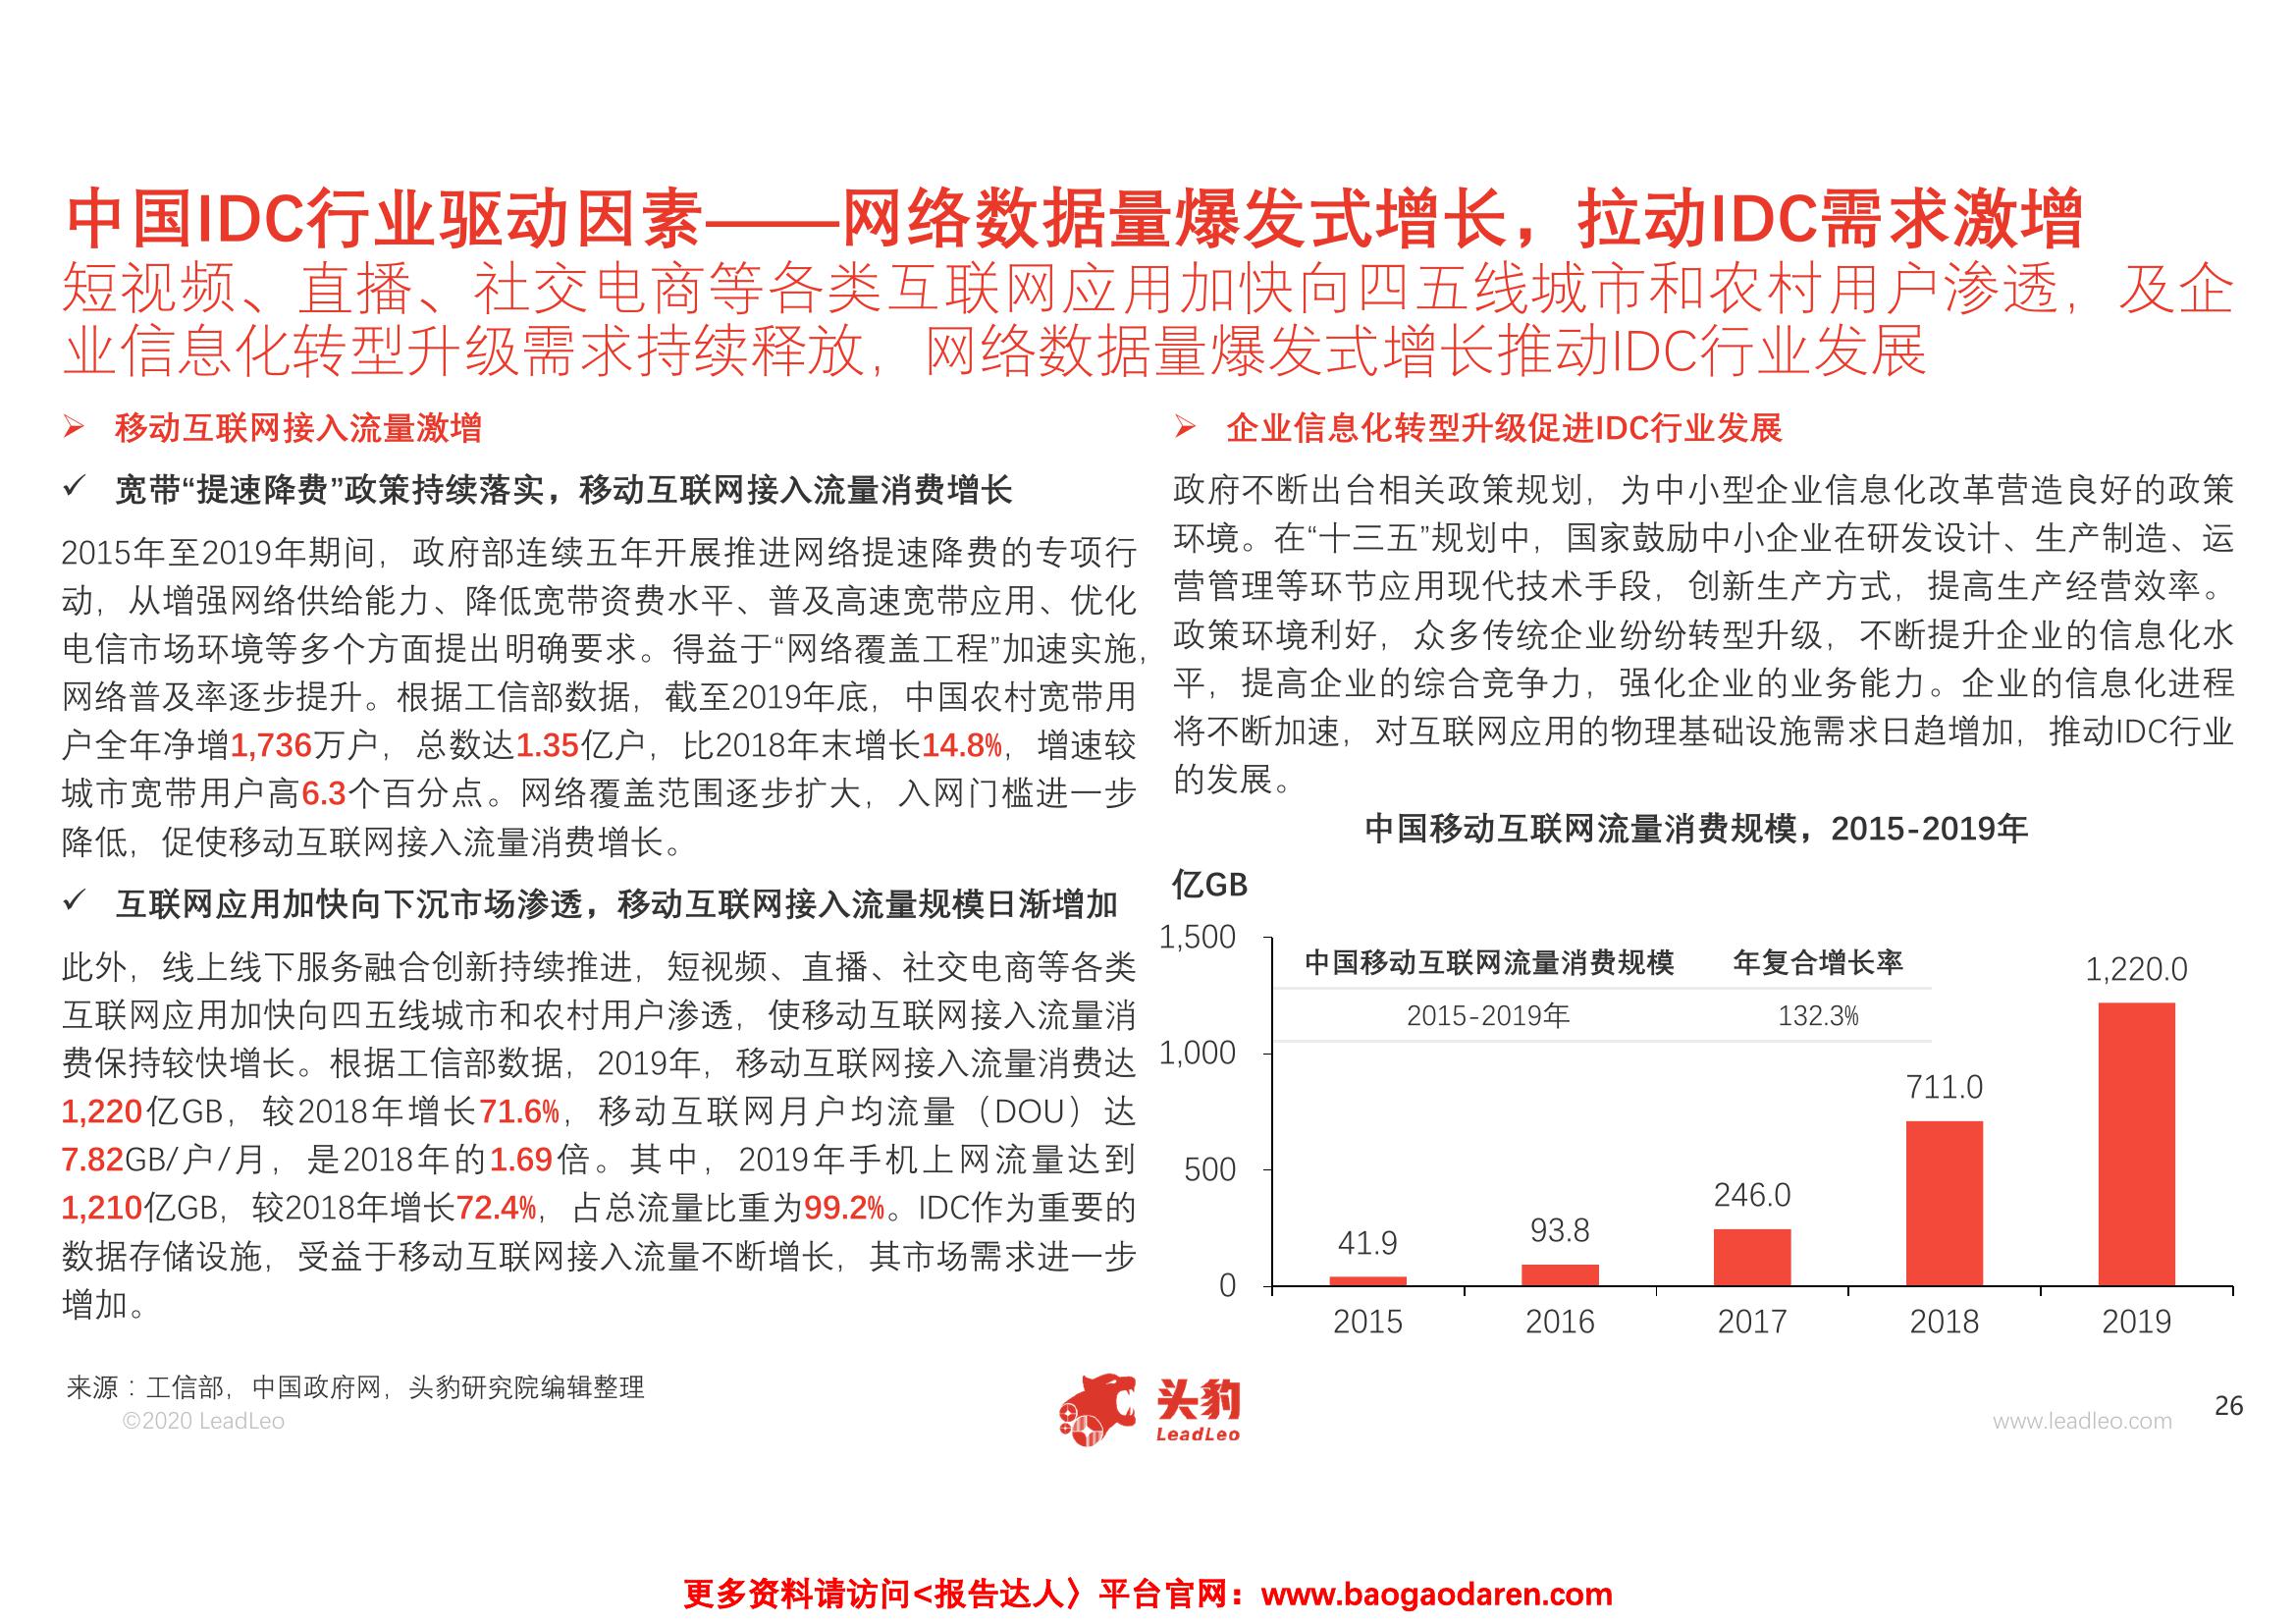 中国IDC行业驱动因素——网络数据量爆发式增长，拉动IDC需求激增
短视频、直播、社交电商等各类互联网应用加快向四五线城市和农村用户渗透，及企
业信息化转型升级需求持续释放，网络数据量爆发式增长推动IDC行业发展
移动互联网接入流量激增
宽带“提速降费”政策持续落实，移动互联网接入流量消费增长
2015年至2019年期间，政府部连续五年开展推进网络提速降费的专项行
动，从增强网络供给能力、降低宽带资费水平、普及高速宽带应用、优化
电信市场环境等多个方面提出明确要求。得益于“网络覆盖工程”加速实施，
网络普及率逐步提升。根据工信部数据，截至2019年底，中国农村宽带用
户全年净增1,736万户，总数达1.35亿户，比2018年末增长14.8%，增速较
城市宽带用户高6.3个百分点。网络覆盖范围逐步扩大，入网门槛进一步
降低，促使移动互联网接入流量消费增长。
互联网应用加快向下沉市场渗透，移动互联网接入流量规模日渐增加
此外，线上线下服务融合创新持续推进，短视频、直播、社交电商等各类
互联网应用加快向四五线城市和农村用户渗透，使移动互联网接入流量消
费保持较快增长。根据工信部数据，2019年，移动互联网接入流量消费达
1,220亿GB，较2018年增长71.6%，移动互联网月户均流量（DOU）达
7.82GB/户/月，是2018年的1.69倍。其中，2019年手机上网流量达到
1,210亿GB，较2018年增长72.4%，占总流量比重为99.2%。IDC作为重要的
数据存储设施，受益于移动互联网接入流量不断增长，其市场需求进一步
增加。
企业信息化转型升级促进IDC行业发展
政府不断出台相关政策规划，为中小型企业信息化改革营造良好的政策
环境。在“十三五”规划中，国家鼓励中小企业在研发设计、生产制造、运
营管理等环节应用现代技术手段，创新生产方式，提高生产经营效率。
政策环境利好，众多传统企业纷纷转型升级，不断提升企业的信息化水
平，提高企业的综合竞争力，强化企业的业务能力。企业的信息化进程
将不断加速，对互联网应用的物理基础设施需求日趋增加，推动IDC行业
的发展。
中国移动互联网流量消费规模，2015-2019年
亿GB
1,500
1,000
500
0
中国移动互联网流量消费规模 年复合增长率
2015-2019年 132.3%
41.9
93.8
246.0
711.0
1,220.0
2015 2016 2017 2018 2019
来源：工信部，中国政府网，头豹研究院编辑整理
©2020 LeadLeo
头豹
LeadLeo
www.leadleo.com
26
更多资料请访问<报告达人〉平台官网：www.baogaodaren.com